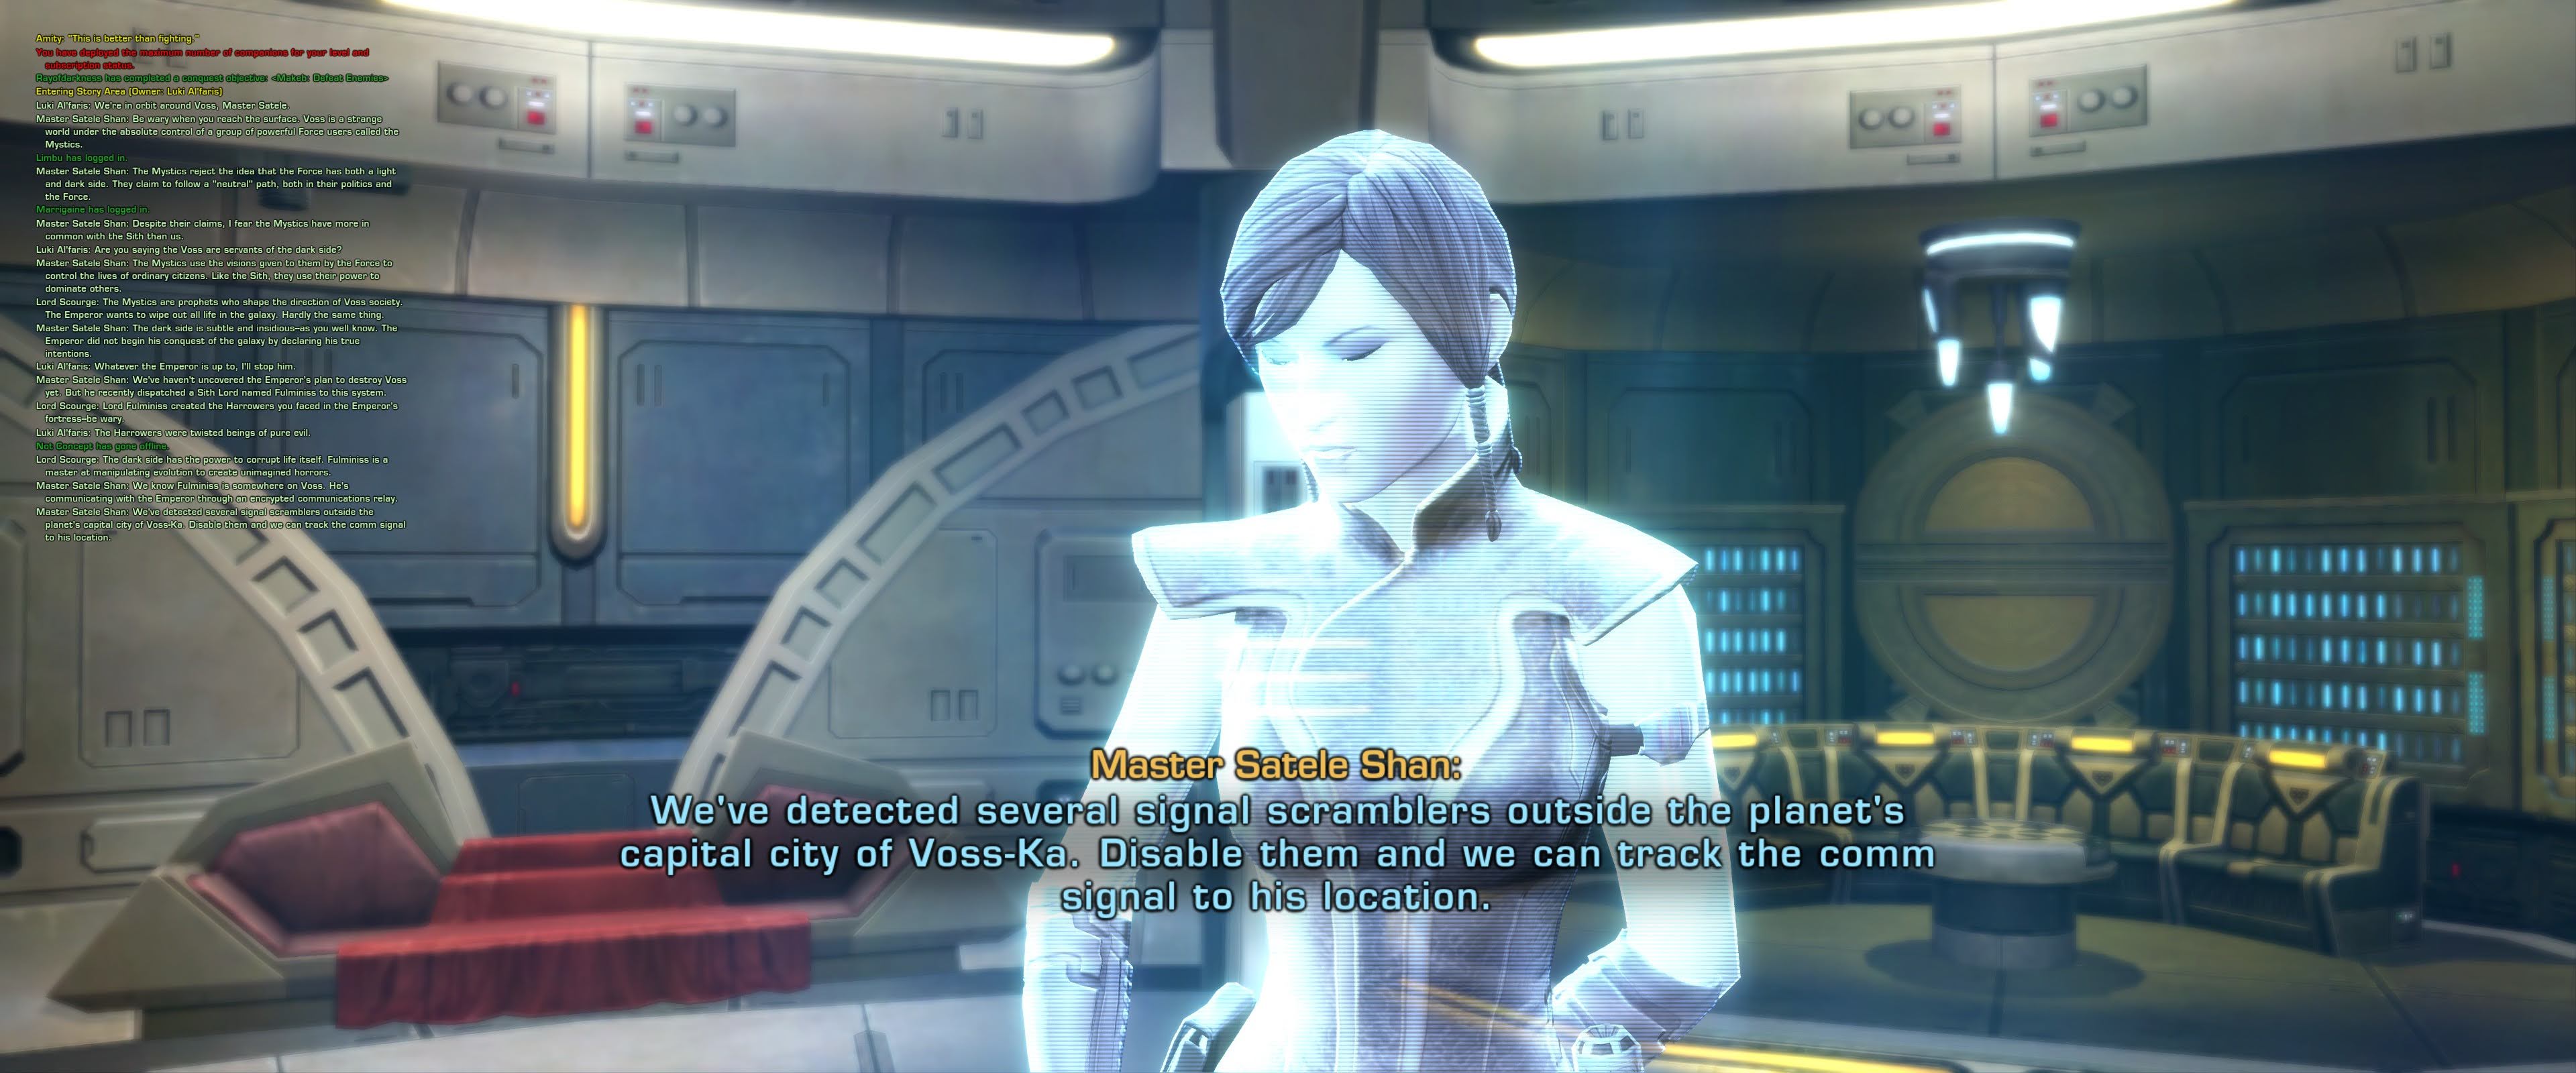 Amity: "This is better than fighting."
You have deployed the maximum number of companions for your level and
subscription status.
Rayofdarkness has completed a conquest objective: <Makeb: Defeat Enemies>
Entering Story Area (Owner: Luki Al'faris)
Luki Al'faris: We're in orbit around Voss, Master Satele.
Master Satele Shan: Be wary when you reach the surface. Voss is a strange
world under the absolute control of a group of powerful Force users called the
Mystics.
Limbu has logged in.
Master Satele Shan: The Mystics reject the idea that the Force has both a light
and dark side. They claim to follow a "neutral" path, both in their politics and
the Force.
Marrigaine has logged in.
Master Satele Shan: Despite their claims, I fear the Mystics have more in
common with the Sith than us.
Luki Al'faris: Are you saying the Voss are servants of the dark side?
Master Satele Shan: The Mystics use the visions given to them by the Force to
control the lives of ordinary citizens. Like the Sith, they use their power to
dominate others.
Lord Scourge: The Mystics are prophets who shape the direction of Voss society.
The Emperor wants to wipe out all life in the galaxy. Hardly the same thing.
Master Satele Shan: The dark side is subtle and insidious–as you well know. The
Emperor did not begin his conquest of the galaxy by declaring his true
intentions.
Luki Al'faris: Whatever the Emperor is up to, I'll stop him.
Master Satele Shan: We've haven't uncovered the Emperor's plan to destroy Voss
yet. But he recently dispatched a Sith Lord named Fulminiss to this system.
Lord Scourge: Lord Fulminiss created the Harrowers you faced in the Emperor's
fortress–be wary.
Luki Al'faris: The Harrowers were twisted beings of pure evil.
Not Concept has gone offline.
Lord Scourge: The dark side has the power to corrupt life itself. Fulminiss is a
master at manipulating evolution to create unimagined horrors.
Master Satele Shan: We know Fulminiss is somewhere on Voss. He's
communicating with the Emperor through an encrypted communications relay.
Master Satele Shan: We've detected several signal scramblers outside the
planet's capital city of Voss-Ka. Disable them and we can track the comm signal
to his location.
Master Satele Shan:
We've detected several signal scramblers outside the planet's
capital city of Voss-Ka. Disable them and we can track the comm
signal to his location.